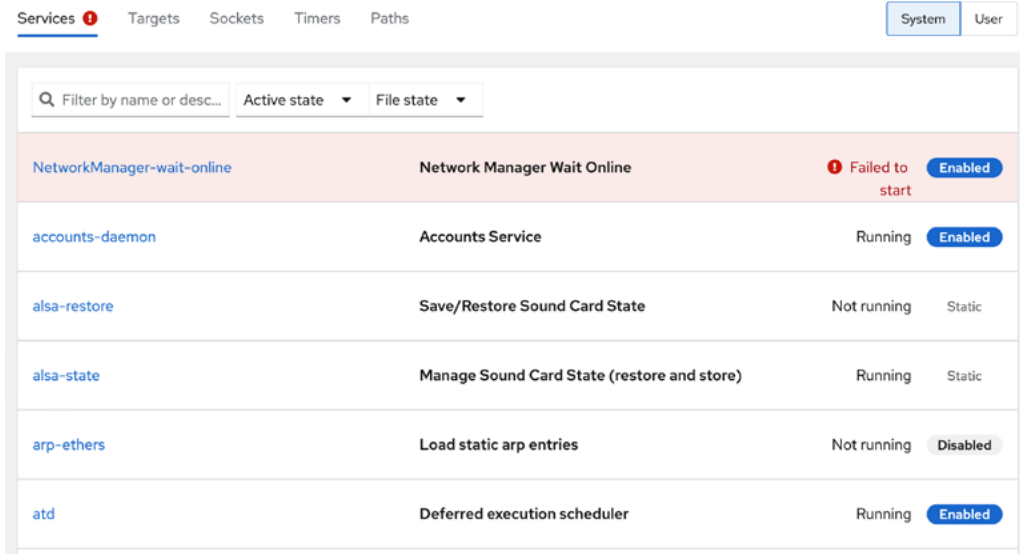 Services Targets Sockets Timers Paths System User
Filter by name or desc... Active state File state
NetworkManager-wait-online Network Manager Wait Online Failed to start Enabled
accounts-daemon Accounts Service Running Enabled
alsa-restore Save/Restore Sound Card State Not running Static
alsa-state Manage Sound Card State (restore and store) Running Static
arp-ethers Load static arp entries Not running Disabled
atd Deferred execution scheduler Running Enabled